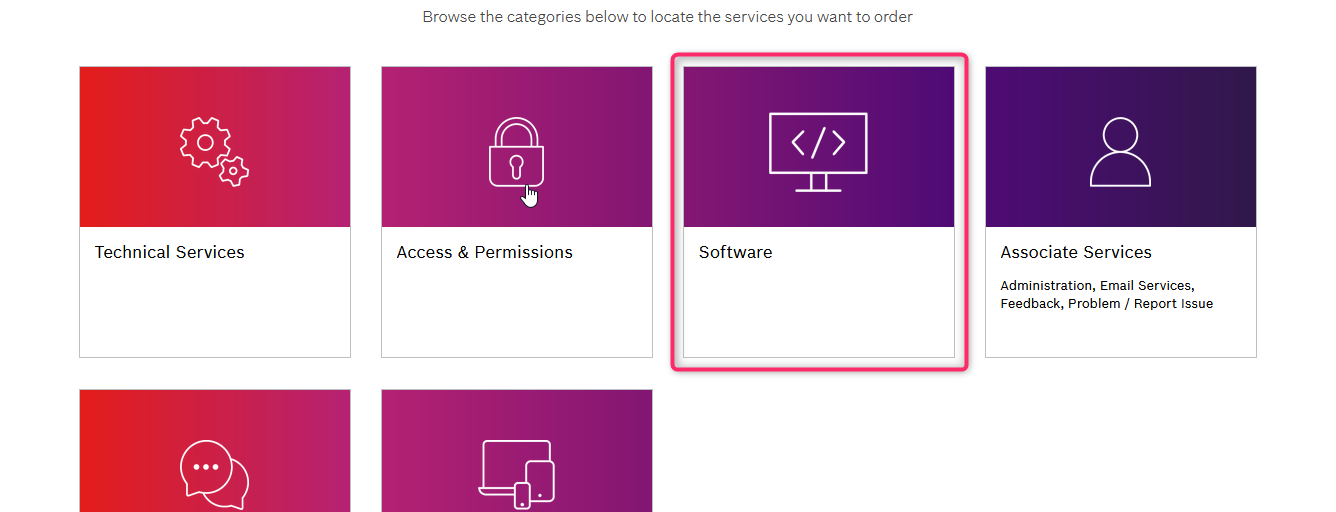 Browse the categories below to locate the services you want to order
Technical Services
Access & Permissions
Software
Associate Services
Administration, Email Services,
Feedback, Problem / Report Issue